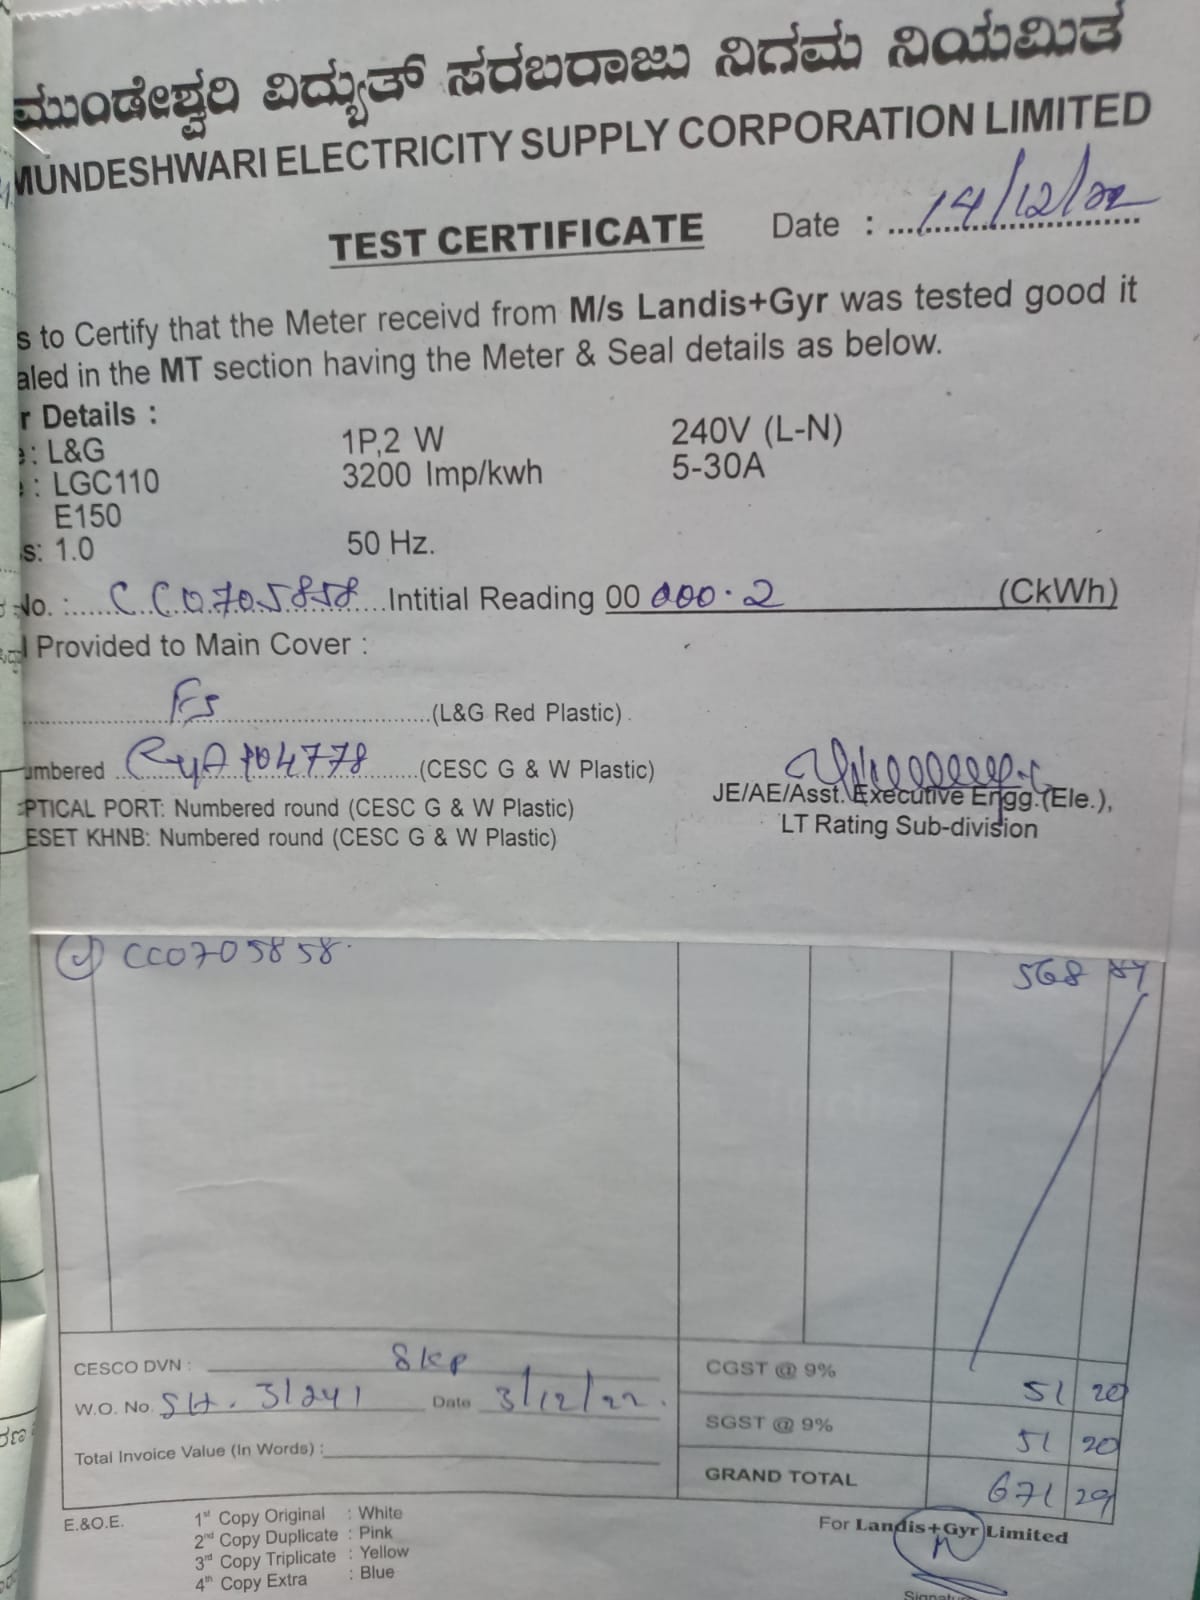 ಮುಂಡೇಶ್ವರಿ ವಿದ್ಯುತ್ ಸರಬರಾಜು ನಿಗಮ ನಿಯಮಿತ
MUNDESHWARI ELECTRICITY SUPPLY CORPORATION LIMITED
TEST CERTIFICATE Date : 14/12/22
s to Certify that the Meter receivd from M/s Landis+Gyr was tested good it
aled in the MT section having the Meter & Seal details as below.
r Details :
: L&G 1P,2 W 240V (L-N)
: LGC110 3200 Imp/kwh 5-30A
E150
s: 1.0 50 Hz.
No. : CC0705858 Intitial Reading 00 000.2 (CkWh)
l Provided to Main Cover :
(L&G Red Plastic)
umbered 704778 (CESC G & W Plastic)
PTICAL PORT: Numbered round (CESC G & W Plastic)
ESET KHNB: Numbered round (CESC G & W Plastic)
JE/AE/Asst. Executive Engg.(Ele.),
LT Rating Sub-division
CC0705858 568 84
CESCO DVN : SKP CGST @ 9% 51 20
W.O. No. SH. 31241 Date 3/12/22. SGST @ 9% 51 20
Total Invoice Value (In Words) : GRAND TOTAL 671 29
E.&O.E. 1st Copy Original : White
2nd Copy Duplicate : Pink
3rd Copy Triplicate : Yellow
4th Copy Extra : Blue
For Landis+Gyr Limited
Signatur